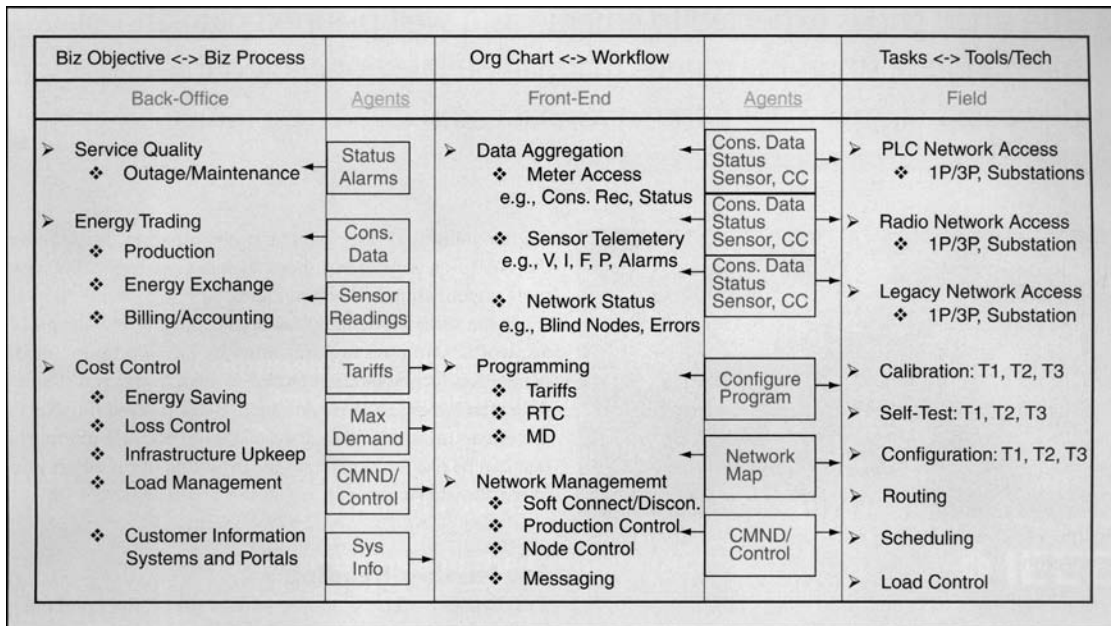 Biz Objective <-> Biz Process
Org Chart <-> Workflow
Tasks <-> Tools/Tech
Back-Office
Agents
Front-End
Agents
Field
➢ Service Quality
❖ Outage/Maintenance
➢ Energy Trading
❖ Production
❖ Energy Exchange
❖ Billing/Accounting
➢ Cost Control
❖ Energy Saving
❖ Loss Control
❖ Infrastructure Upkeep
❖ Load Management
❖ Customer Information
Systems and Portals
Status
Alarms
Cons.
Data
Sensor
Readings
Tariffs
Max
Demand
CMND/
Control
Sys
Info
➢ Data Aggregation
❖ Meter Access
e.g., Cons. Rec, Status
❖ Sensor Telemetery
e.g., V, I, F, P, Alarms
❖ Network Status
e.g., Blind Nodes, Errors
➢ Programming
❖ Tariffs
❖ RTC
❖ MD
➢ Network Managememt
❖ Soft Connect/Discon.
❖ Production Control
❖ Node Control
❖ Messaging
Cons. Data
Status
Sensor, CC
Cons. Data
Status
Sensor, CC
Cons. Data
Status
Sensor, CC
Configure
Program
Network
Map
CMND/
Control
➢ PLC Network Access
❖ 1P/3P, Substations
➢ Radio Network Access
❖ 1P/3P, Substation
➢ Legacy Network Access
❖ 1P/3P, Substation
➢ Calibration: T1, T2, T3
➢ Self-Test: T1, T2, T3
➢ Configuration: T1, T2, T3
➢ Routing
➢ Scheduling
➢ Load Control